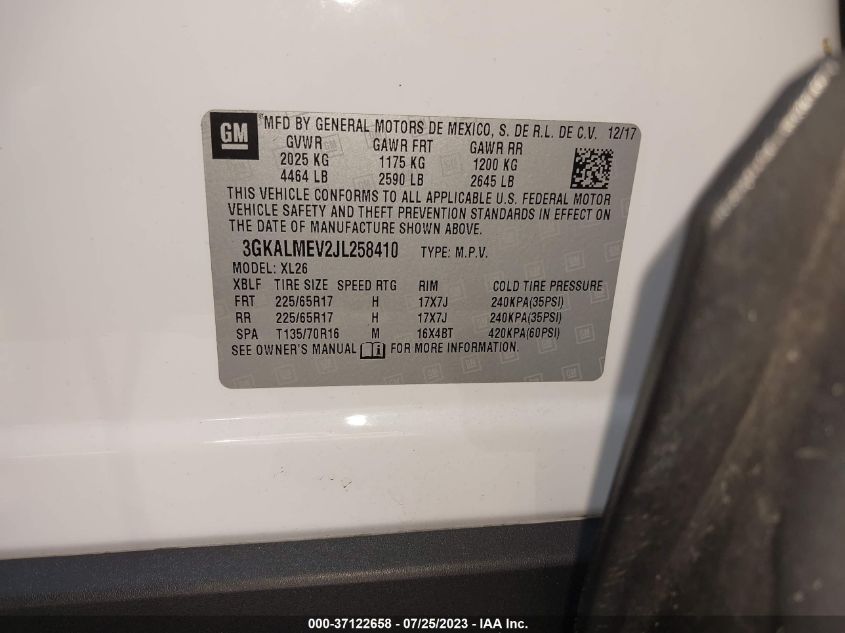 GM
MFD BY GENERAL MOTORS DE MEXICO, S. DE R.L. DE C.V. 12/17
GVWR GAWR FRT GAWR RR
2025 KG 1175 KG 1200 KG
4464 LB 2590 LB 2645 LB
THIS VEHICLE CONFORMS TO ALL APPLICABLE U.S. FEDERAL MOTOR
VEHICLE SAFETY AND THEFT PREVENTION STANDARDS IN EFFECT ON
THE DATE OF MANUFACTURE SHOWN ABOVE.
3GKALMEV2JL258410 TYPE: M.P.V.
MODEL: XL26
XBLF TIRE SIZE SPEED RTG RIM COLD TIRE PRESSURE
FRT 225/65R17 H 17X7J 240KPA(35PSI)
RR 225/65R17 H 17X7J 240KPA(35PSI)
SPA T135/70R16 M 16X4BT 420KPA(60PSI)
SEE OWNER'S MANUAL FOR MORE INFORMATION.
000-37122658 - 07/25/2023 - IAA Inc.